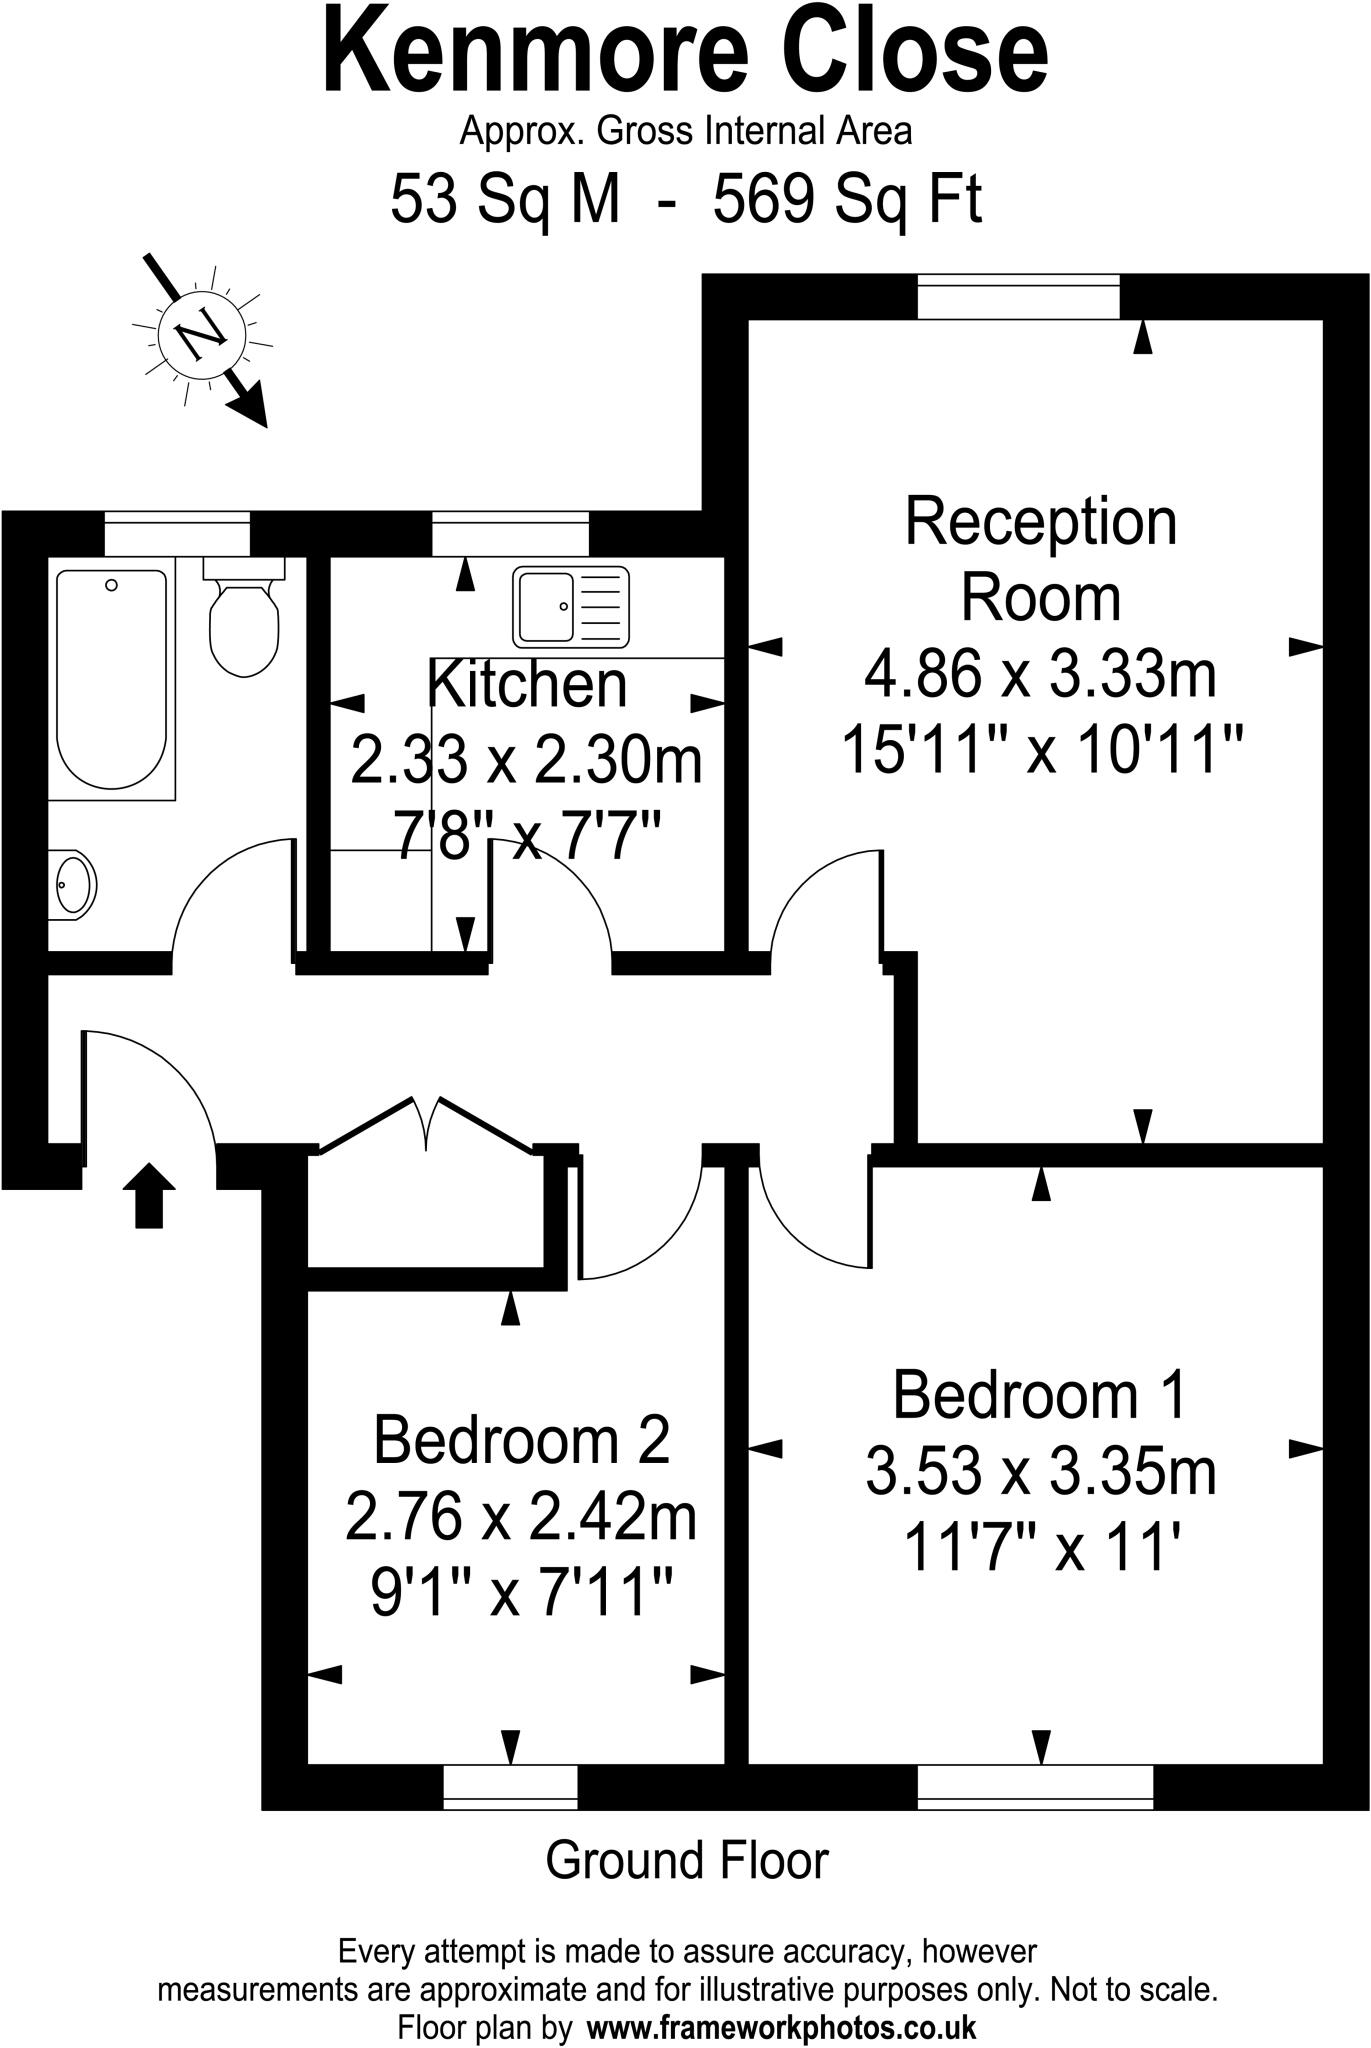 Kenmore Close
Approx. Gross Internal Area
53 Sq M - 569 Sq Ft
N
Reception
Room
4.86 x 3.33m
15'11" x 10'11"
Kitchen
2.33 x 2.30m
7'8" x 7'7"
Bedroom 1
3.53 x 3.35m
11'7" x 11'
Bedroom 2
2.76 x 2.42m
9'1" x 7'11"
Ground Floor
Every attempt is made to assure accuracy, however
measurements are approximate and for illustrative purposes only. Not to scale.
Floor plan by www.frameworkphotos.co.uk